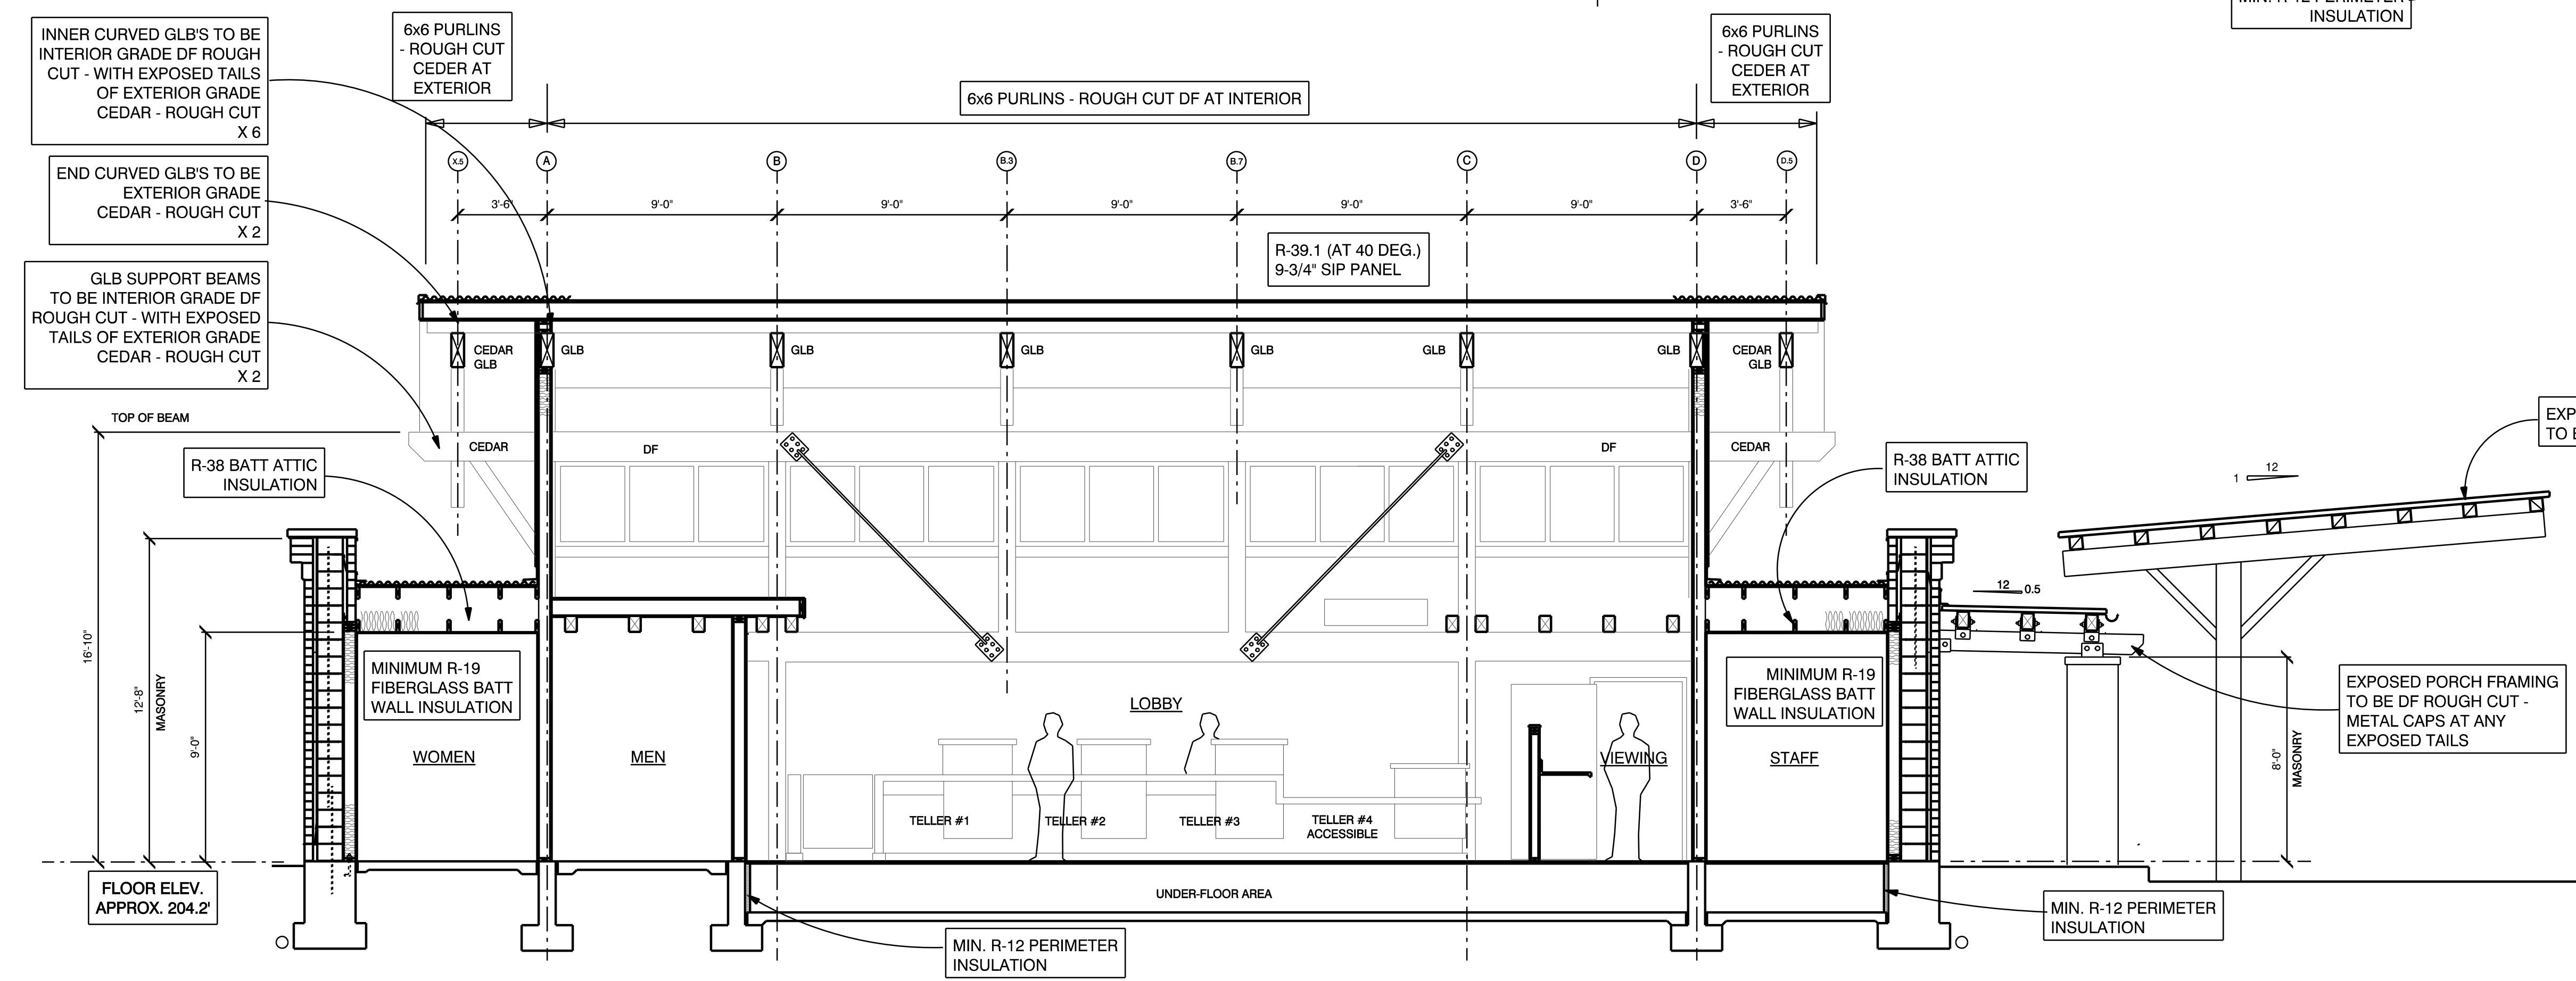 MIN. R-12 PERIMETER
INSULATION
INNER CURVED GLB'S TO BE
INTERIOR GRADE DF ROUGH
CUT - WITH EXPOSED TAILS
OF EXTERIOR GRADE
CEDAR - ROUGH CUT
X 6
6x6 PURLINS
- ROUGH CUT
CEDER AT
EXTERIOR
6x6 PURLINS - ROUGH CUT DF AT INTERIOR
6x6 PURLINS
- ROUGH CUT
CEDER AT
EXTERIOR
END CURVED GLB'S TO BE
EXTERIOR GRADE
CEDAR - ROUGH CUT
X 2
X.5
A
B
B.3
B.7
C
D
D.5
3'-6"
9'-0"
9'-0"
9'-0"
9'-0"
9'-0"
3'-6"
R-39.1 (AT 40 DEG.)
9-3/4" SIP PANEL
GLB SUPPORT BEAMS
TO BE INTERIOR GRADE DF
ROUGH CUT - WITH EXPOSED
TAILS OF EXTERIOR GRADE
CEDAR - ROUGH CUT
X 2
CEDAR
GLB
GLB
GLB
GLB
GLB
GLB
GLB
CEDAR
GLB
TOP OF BEAM
CEDAR
DF
DF
CEDAR
EXP
TO
R-38 BATT ATTIC
INSULATION
R-38 BATT ATTIC
INSULATION
12
1
12
0.5
16'-10"
12'-8"
MASONRY
9'-0"
MINIMUM R-19
FIBERGLASS BATT
WALL INSULATION
MINIMUM R-19
FIBERGLASS BATT
WALL INSULATION
LOBBY
WOMEN
MEN
VIEWING
STAFF
EXPOSED PORCH FRAMING
TO BE DF ROUGH CUT -
METAL CAPS AT ANY
EXPOSED TAILS
8'-0"
MASONRY
TELLER #1
TELLER #2
TELLER #3
TELLER #4
ACCESSIBLE
FLOOR ELEV.
APPROX. 204.2'
UNDER-FLOOR AREA
MIN. R-12 PERIMETER
INSULATION
MIN. R-12 PERIMETER
INSULATION